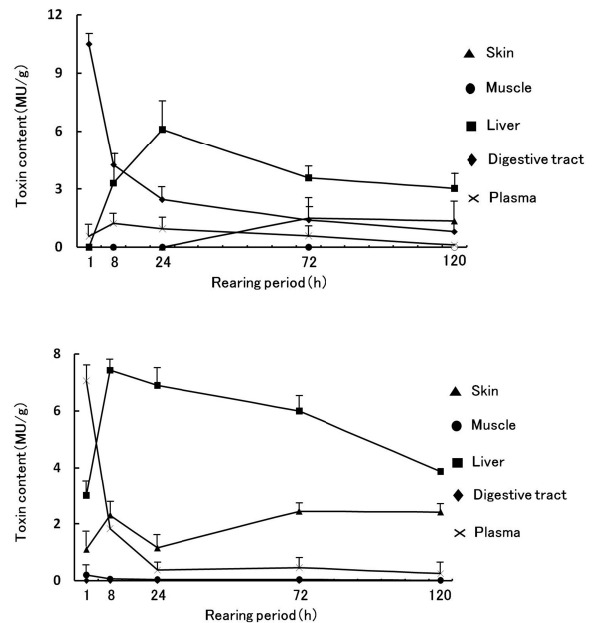 12
9
6
3
0
Toxin content (MU/g)
1 8 24 72 120
Rearing period (h)
Skin
Muscle
Liver
Digestive tract
Plasma
8
6
4
2
0
Toxin content (MU/g)
1 8 24 72 120
Rearing period (h)
Skin
Muscle
Liver
Digestive tract
Plasma